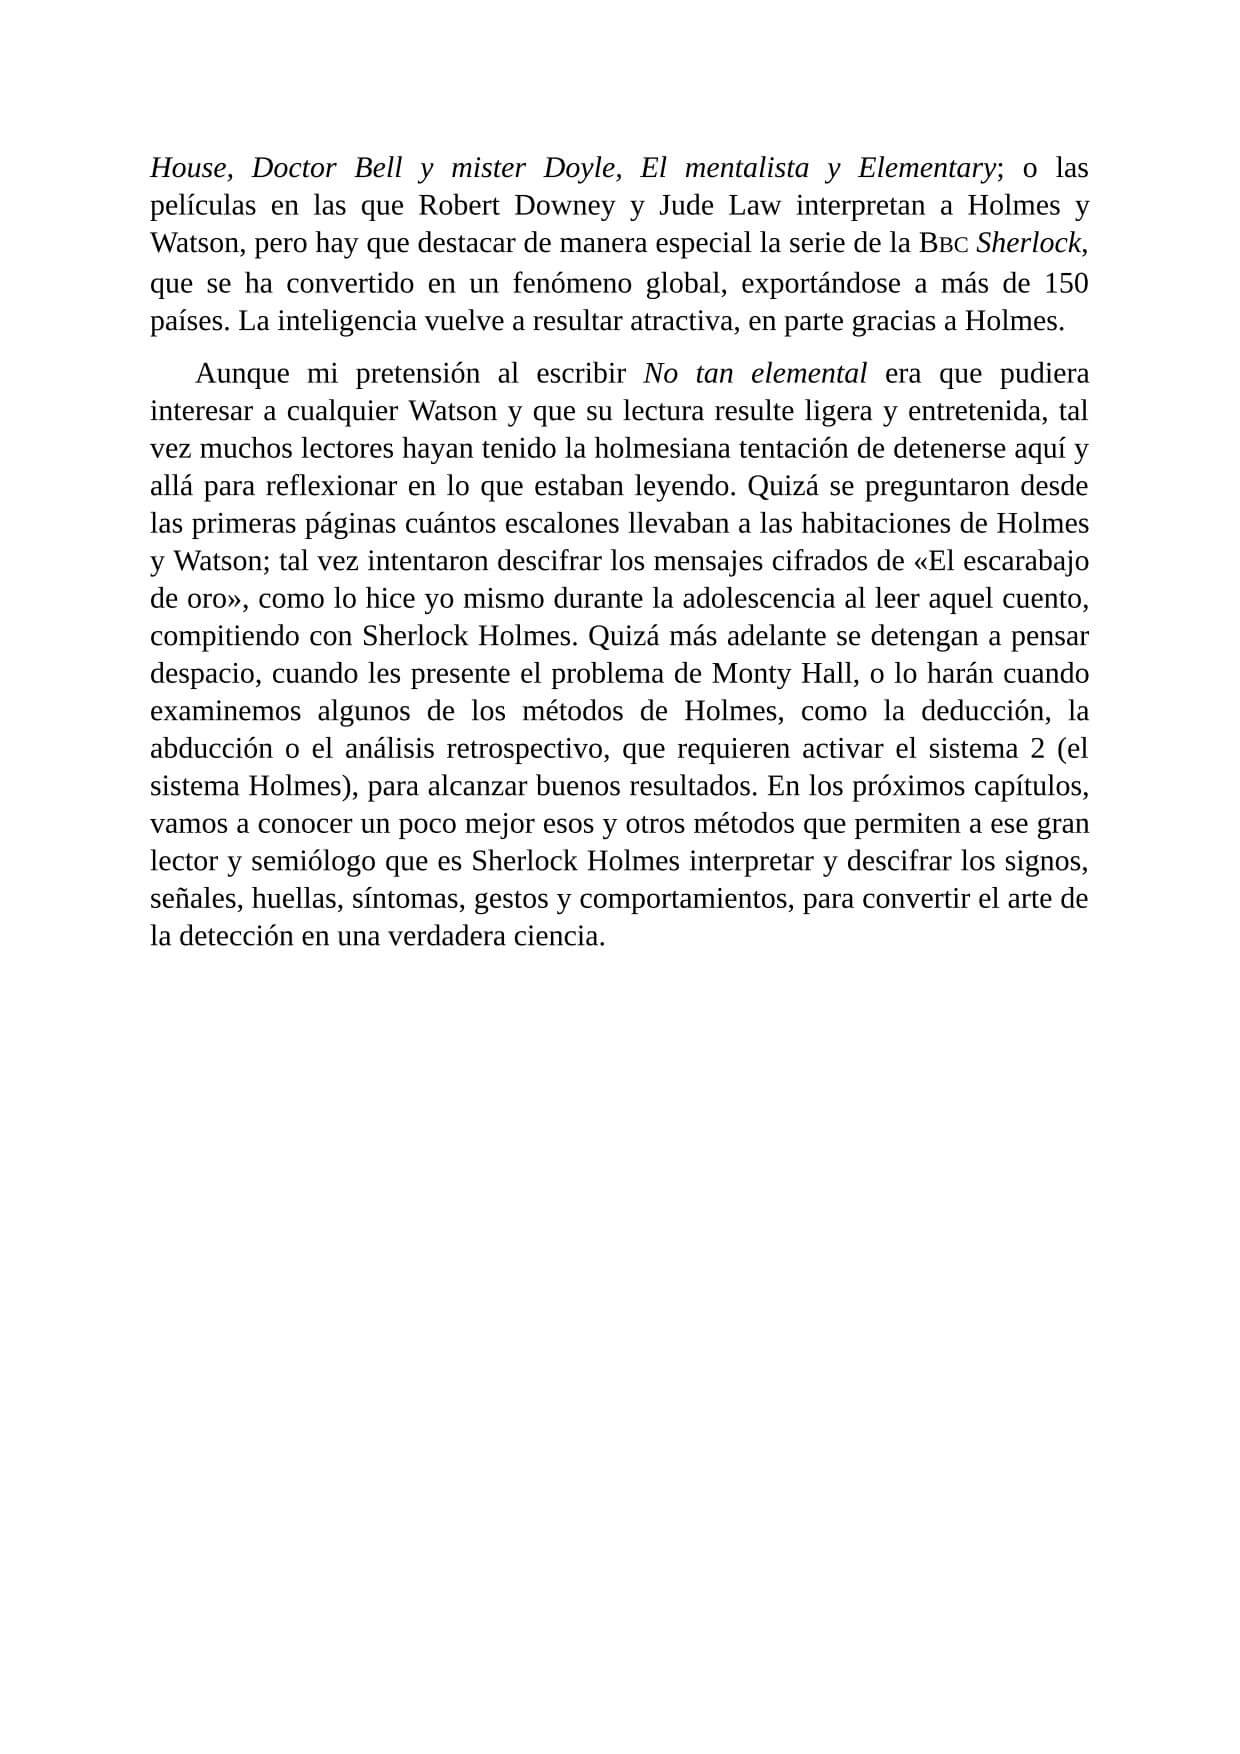 House, Doctor Bell y mister Doyle, El mentalista y Elementary; o las
películas en las que Robert Downey y Jude Law interpretan a Holmes y
Watson, pero hay que destacar de manera especial la serie de la BBC Sherlock,
que se ha convertido en un fenómeno global, exportándose a más de 150
países. La inteligencia vuelve a resultar atractiva, en parte gracias a Holmes.
Aunque mi pretensión al escribir No tan elemental era que pudiera
interesar a cualquier Watson y que su lectura resulte ligera y entretenida, tal
vez muchos lectores hayan tenido la holmesiana tentación de detenerse aquí y
allá para reflexionar en lo que estaban leyendo. Quizá se preguntaron desde
las primeras páginas cuántos escalones llevaban a las habitaciones de Holmes
y Watson; tal vez intentaron descifrar los mensajes cifrados de «El escarabajo
de oro», como lo hice yo mismo durante la adolescencia al leer aquel cuento,
compitiendo con Sherlock Holmes. Quizá más adelante se detengan a pensar
despacio, cuando les presente el problema de Monty Hall, o lo harán cuando
examinemos algunos de los métodos de Holmes, como la deducción, la
abducción o el análisis retrospectivo, que requieren activar el sistema 2 (el
sistema Holmes), para alcanzar buenos resultados. En los próximos capítulos,
vamos a conocer un poco mejor esos y otros métodos que permiten a ese gran
lector y semiólogo que es Sherlock Holmes interpretar y descifrar los signos,
señales, huellas, síntomas, gestos y comportamientos, para convertir el arte de
la detección en una verdadera ciencia.